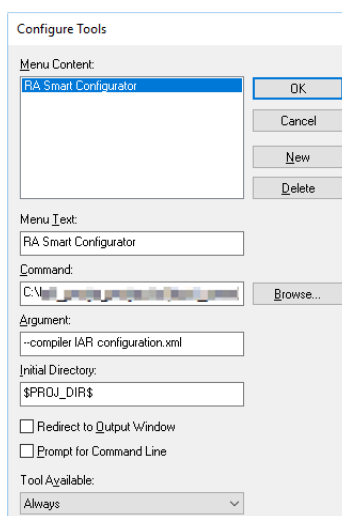 Configure Tools
Menu Content:
RA Smart Configurator
OK
Cancel
New
Delete
Menu Text:
RA Smart Configurator
Command:
C:\
Browse...
Argument:
--compiler IAR configuration.xml
Initial Directory:
$PROJ_DIR$
Redirect to Output Window
Prompt for Command Line
Tool Available:
Always